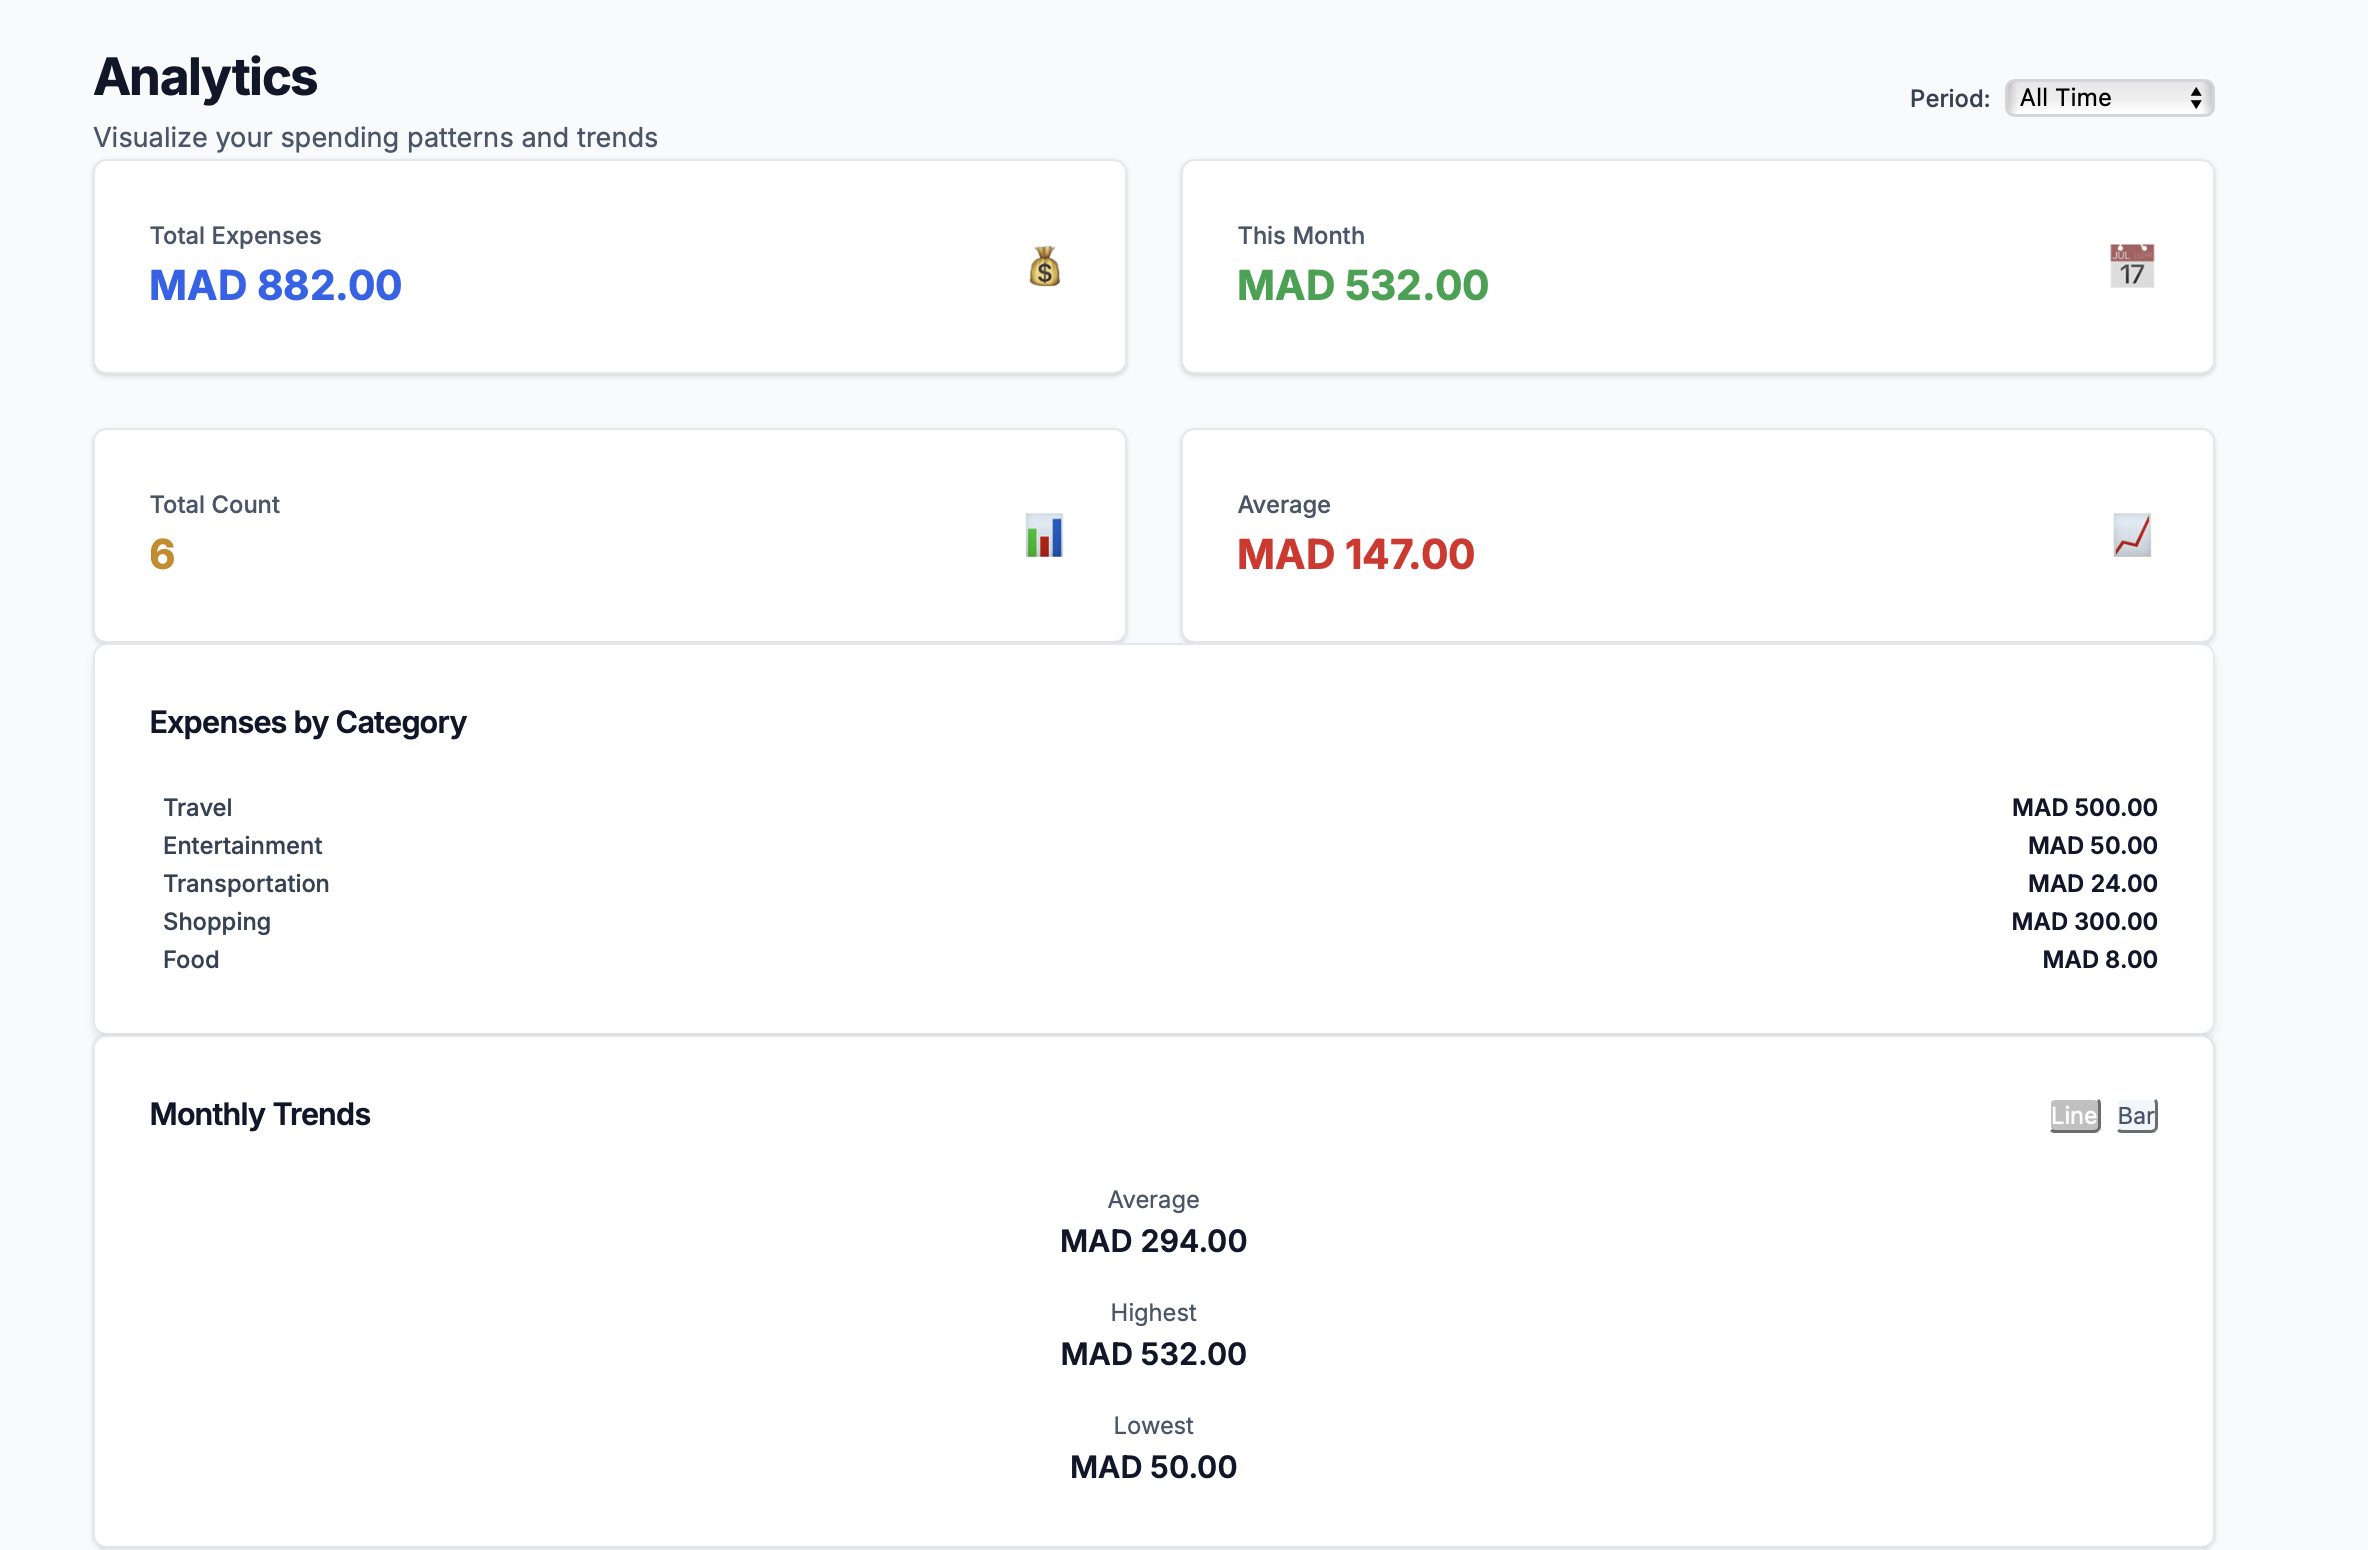 Analytics
Visualize your spending patterns and trends
Period: All Time
Total Expenses
MAD 882.00
This Month
MAD 532.00
JUL
17
Total Count
6
Average
MAD 147.00
Expenses by Category
Travel MAD 500.00
Entertainment MAD 50.00
Transportation MAD 24.00
Shopping MAD 300.00
Food MAD 8.00
Monthly Trends
Line Bar
Average
MAD 294.00
Highest
MAD 532.00
Lowest
MAD 50.00